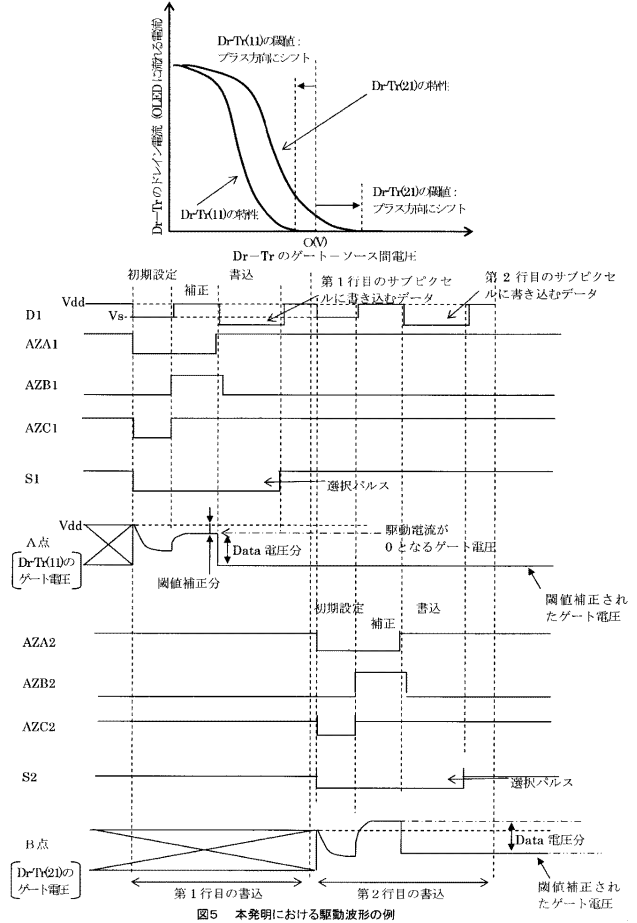 Dr-Trのドレイン電流 (OLEDに流れる電流)
Dr-Tr(11)の閾値:
プラス方向にシフト
Dr-Tr(21)の特性
Dr-Tr(11)の特性
Dr-Tr(21)の閾値:
プラス方向にシフト
O(V)
Dr-Trのゲート-ソース間電圧
初期設定
補正
書込
第1行目のサブピクセ
ルに書き込むデータ
第2行目のサブピクセ
ルに書き込むデータ
Vdd
D1
Vs
AZA1
AZB1
AZC1
S1
選択パルス
Vdd
A点
Dr-Tr(11)の
ゲート電圧
Data 電圧分
駆動電流が
0となるゲート電圧
閾値補正分
閾値補正され
たゲート電圧
初期設定
補正
書込
AZA2
AZB2
AZC2
S2
選択パルス
B点
Dr-Tr(21)の
ゲート電圧
Data 電圧分
閾値補正され
たゲート電圧
第1行目の書込
第2行目の書込
図5 本発明における駆動波形の例